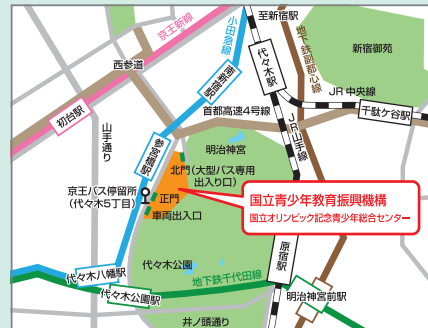 至新宿駅
小田急線
京王新線
地下鉄副都心線
新宿御苑
代々木駅
西参道
南新宿駅
JR中央線
千駄ケ谷駅
首都高速4号線
初台駅
山手通り
参宮橋駅
明治神宮
JR山手線
北門(大型バス専用
出入り口)
京王バス停留所
(代々木5丁目)
正門
車両出入口
国立青少年教育振興機構
国立オリンピック記念青少年総合センター
原宿駅
代々木公園
代々木八幡駅
地下鉄千代田線
代々木公園駅
明治神宮前駅
井ノ頭通り